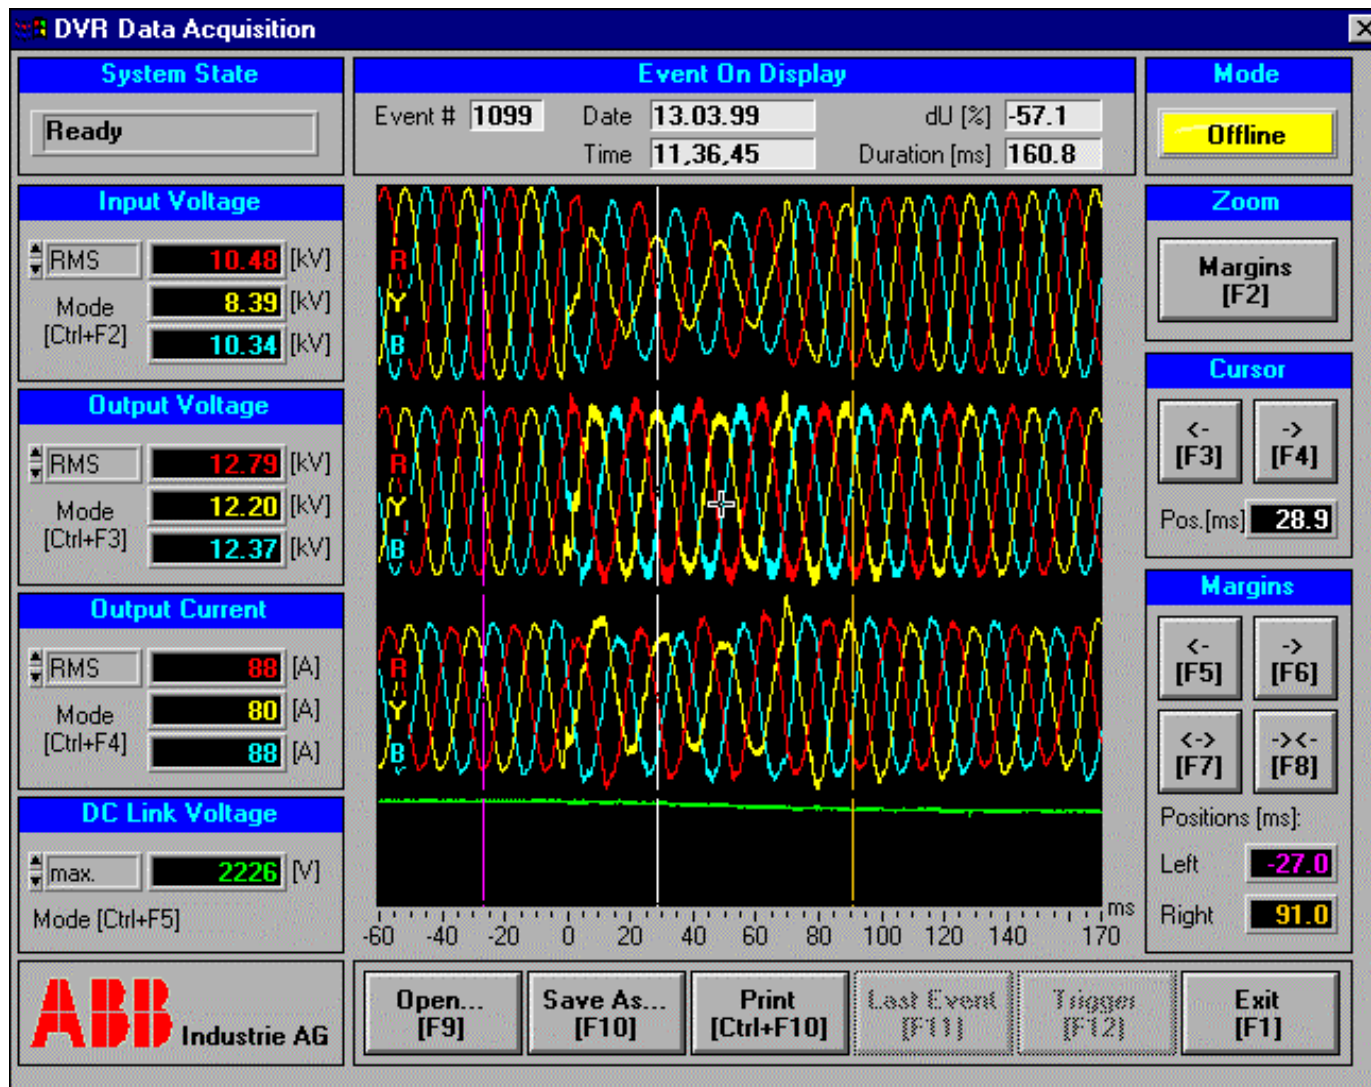 DVR Data Acquisition
System State
Ready
Event On Display
Event # 1099 Date 13.03.99 dU [%] -57.1
Time 11,36,45 Duration [ms] 160.8
Mode
Offline
Input Voltage
RMS 10.48 [kV]
Mode 8.39 [kV]
[Ctrl+F2] 10.34 [kV]
Output Voltage
RMS 12.79 [kV]
Mode 12.20 [kV]
[Ctrl+F3] 12.37 [kV]
Output Current
RMS 88 [A]
Mode 80 [A]
[Ctrl+F4] 88 [A]
DC Link Voltage
max. 2226 [V]
Mode [Ctrl+F5]
R
Y
B
R
Y
B
R
Y
B
ms
-60 -40 -20 0 20 40 60 80 100 120 140 170
Zoom
Margins
[F2]
Cursor
<- ->
[F3] [F4]
Pos.[ms] 28.9
Margins
<- ->
[F5] [F6]
<-> -><-
[F7] [F8]
Positions [ms]:
Left -27.0
Right 91.0
ABB Industrie AG
Open... Save As... Print Last Event Trigger Exit
[F9] [F10] [Ctrl+F10] [F11] [F12] [F1]